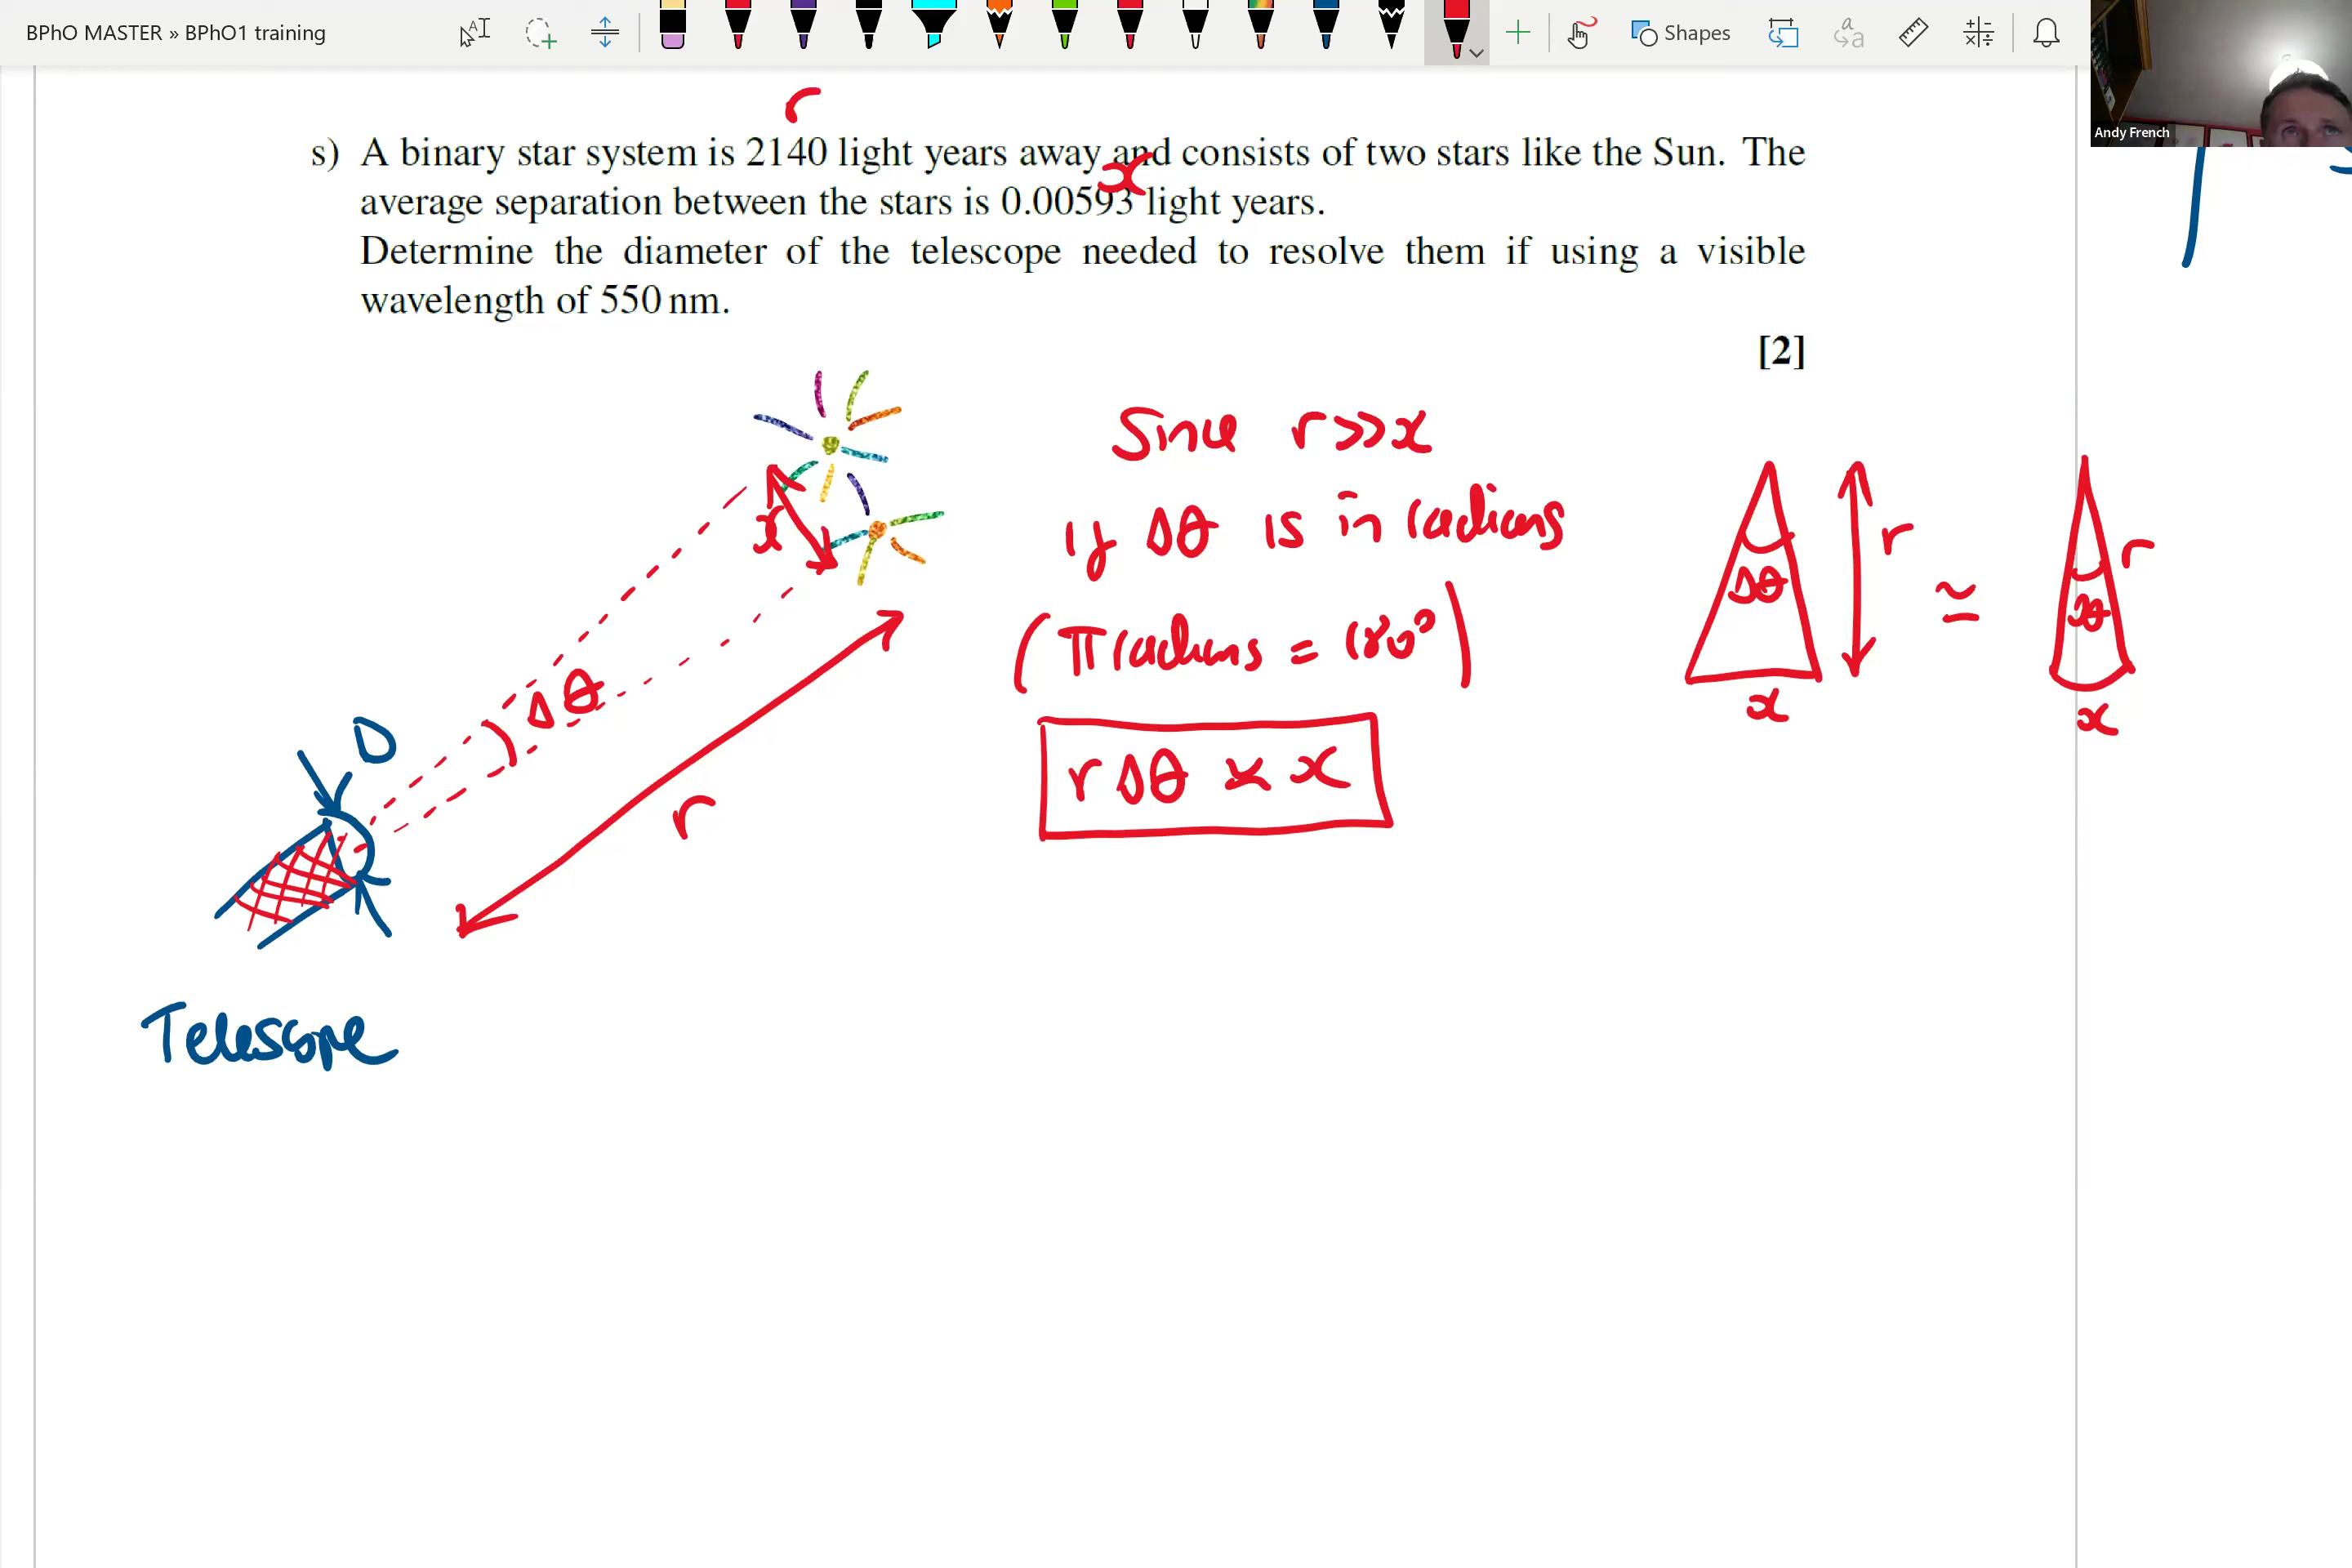 BPhO MASTER » BPhO1 training
Shapes
Andy French
r
s) A binary star system is 2140 light years away and consists of two stars like the Sun. The
x
average separation between the stars is 0.00593 light years.
Determine the diameter of the telescope needed to resolve them if using a visible
wavelength of 550 nm.
[2]
Since r>>x
x
if Δθ is in radians
(π radians = 180°)
Δθ
r
≃
r
Δθ
x
x
Δθ
D
rΔθ ≈ x
r
Telescope